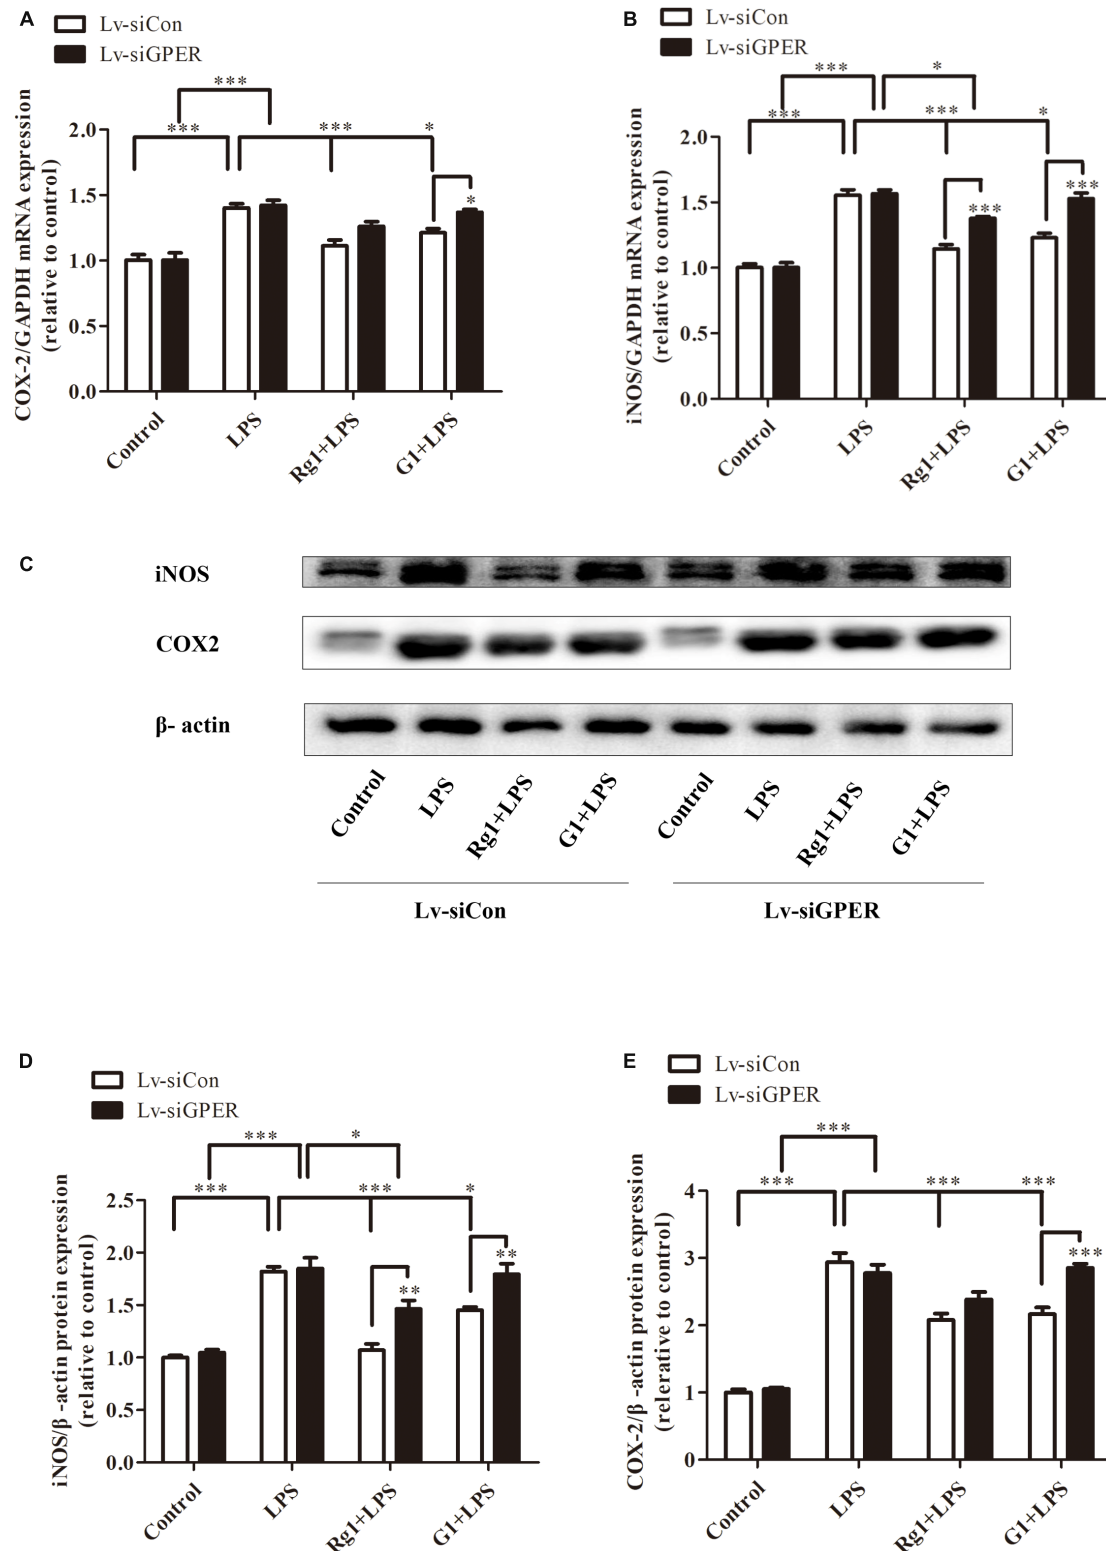 A
Lv-siCon
Lv-siGPER
COX-2/GAPDH mRNA expression
(relative to control)
2.0
1.5
1.0
0.5
0.0
***
***
***
*
*
Control
LPS
Rg1+LPS
G1+LPS
B
Lv-siCon
Lv-siGPER
iNOS/GAPDH mRNA expression
(relative to control)
2.0
1.5
1.0
0.5
0.0
***
*
***
***
*
***
***
Control
LPS
Rg1+LPS
G1+LPS
C
iNOS
COX2
β- actin
Control
LPS
Rg1+LPS
G1+LPS
Control
LPS
Rg1+LPS
G1+LPS
Lv-siCon
Lv-siGPER
D
Lv-siCon
Lv-siGPER
iNOS/β -actin protein expression
(relative to control)
2.5
2.0
1.5
1.0
0.5
0.0
***
*
***
***
*
**
**
Control
LPS
Rg1+LPS
G1+LPS
E
Lv-siCon
Lv-siGPER
COX-2/β -actin protein expression
(relerative to control)
4
3
2
1
0
***
***
***
***
***
Control
LPS
Rg1+LPS
G1+LPS